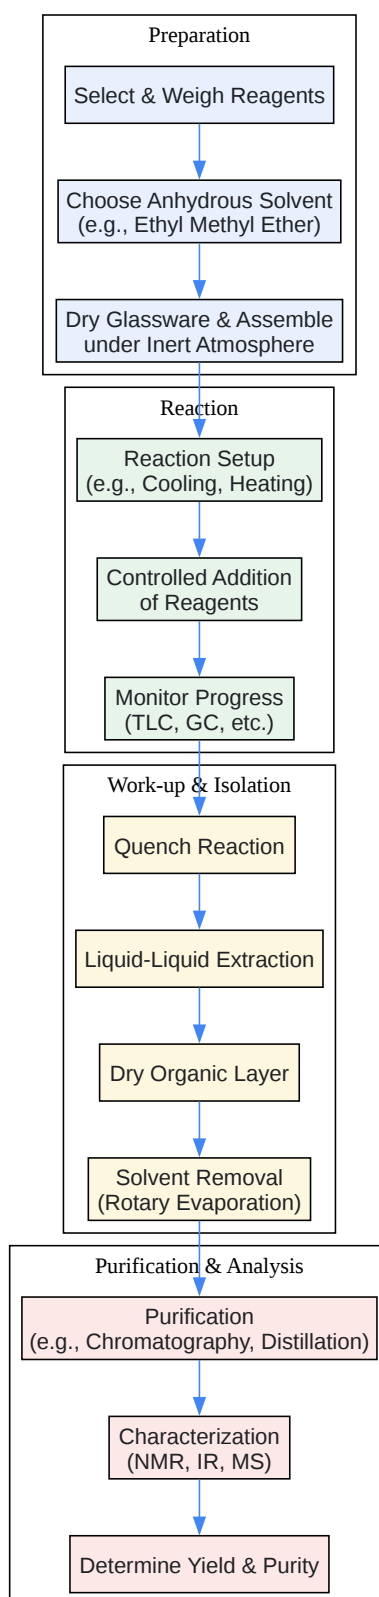 Preparation
Select & Weigh Reagents
Choose Anhydrous Solvent
(e.g., Ethyl Methyl Ether)
Dry Glassware & Assemble
under Inert Atmosphere
Reaction
Reaction Setup
(e.g., Cooling, Heating)
Controlled Addition
of Reagents
Monitor Progress
(TLC, GC, etc.)
Work-up & Isolation
Quench Reaction
Liquid-Liquid Extraction
Dry Organic Layer
Solvent Removal
(Rotary Evaporation)
Purification & Analysis
Purification
(e.g., Chromatography, Distillation)
Characterization
(NMR, IR, MS)
Determine Yield & Purity